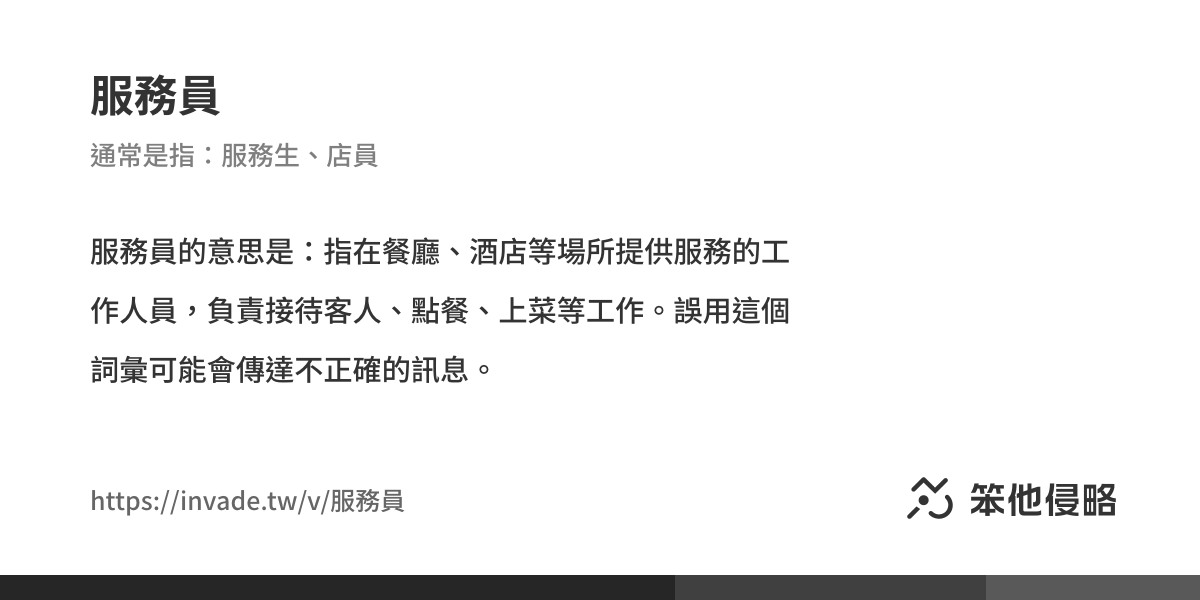 服務員
通常是指：服務生、店員
服務員的意思是：指在餐廳、酒店等場所提供服務的工
作人員，負責接待客人、點餐、上菜等工作。誤用這個
詞彙可能會傳達不正確的訊息。
https://invade.tw/v/服務員
笨他侵略